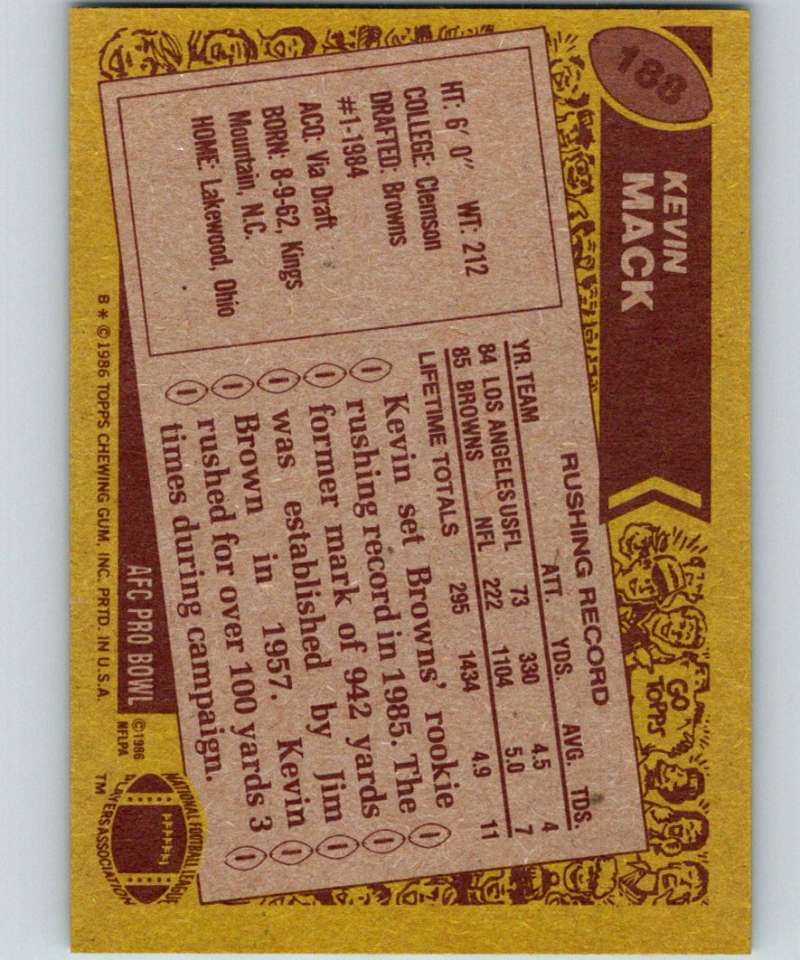 188
KEVIN
MACK
HT: 6' 0" WT: 212
COLLEGE: Clemson
DRAFTED: Browns
#1-1984
ACQ: Via Draft
BORN: 8-9-62, Kings
Mountain, N.C.
HOME: Lakewood, Ohio
RUSHING RECORD
YR. TEAM ATT. YDS. AVG. TDS.
84 LOS ANGELES USFL 73 330 4.5 4
85 BROWNS NFL 222 1104 5.0 7
LIFETIME TOTALS 295 1434 4.9 11
Kevin set Browns' rookie
rushing record in 1985. The
former mark of 942 yards
was established by Jim
Brown in 1957. Kevin
rushed for over 100 yards 3
times during campaign.
GO
TOPPS
AFC PRO BOWL
B * © 1986 TOPPS CHEWING GUM, INC. PRTD. IN U.S.A.
© 1986
NFLPA
NATIONAL FOOTBALL LEAGUE
PLAYERS ASSOCIATION
TM